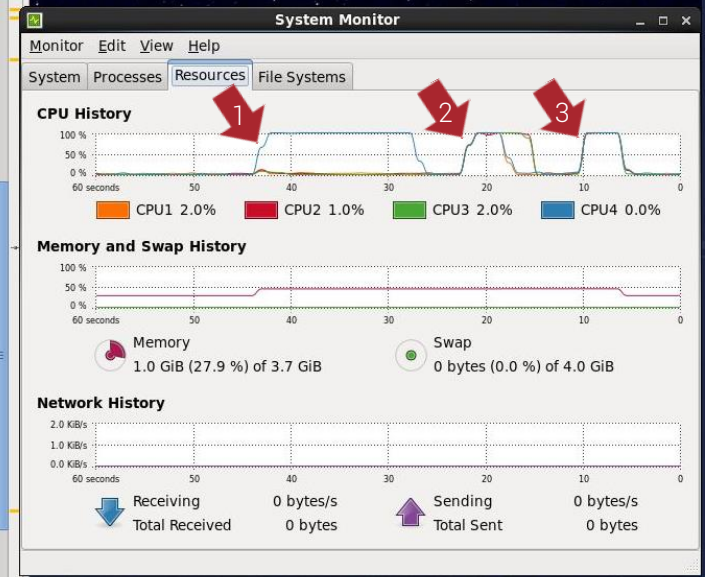 System Monitor
Monitor Edit View Help
System Processes Resources File Systems
1 2 3
CPU History
100 %
50 %
0 %
60 seconds 50 40 30 20 10 0
CPU1 2.0% CPU2 1.0% CPU3 2.0% CPU4 0.0%
Memory and Swap History
100 %
50 %
0 %
60 seconds 50 40 30 20 10 0
Memory Swap
1.0 GiB (27.9 %) of 3.7 GiB 0 bytes (0.0 %) of 4.0 GiB
Network History
2.0 KiB/s
1.0 KiB/s
0.0 KiB/s
60 seconds 50 40 30 20 10 0
Receiving 0 bytes/s Sending 0 bytes/s
Total Received 0 bytes Total Sent 0 bytes